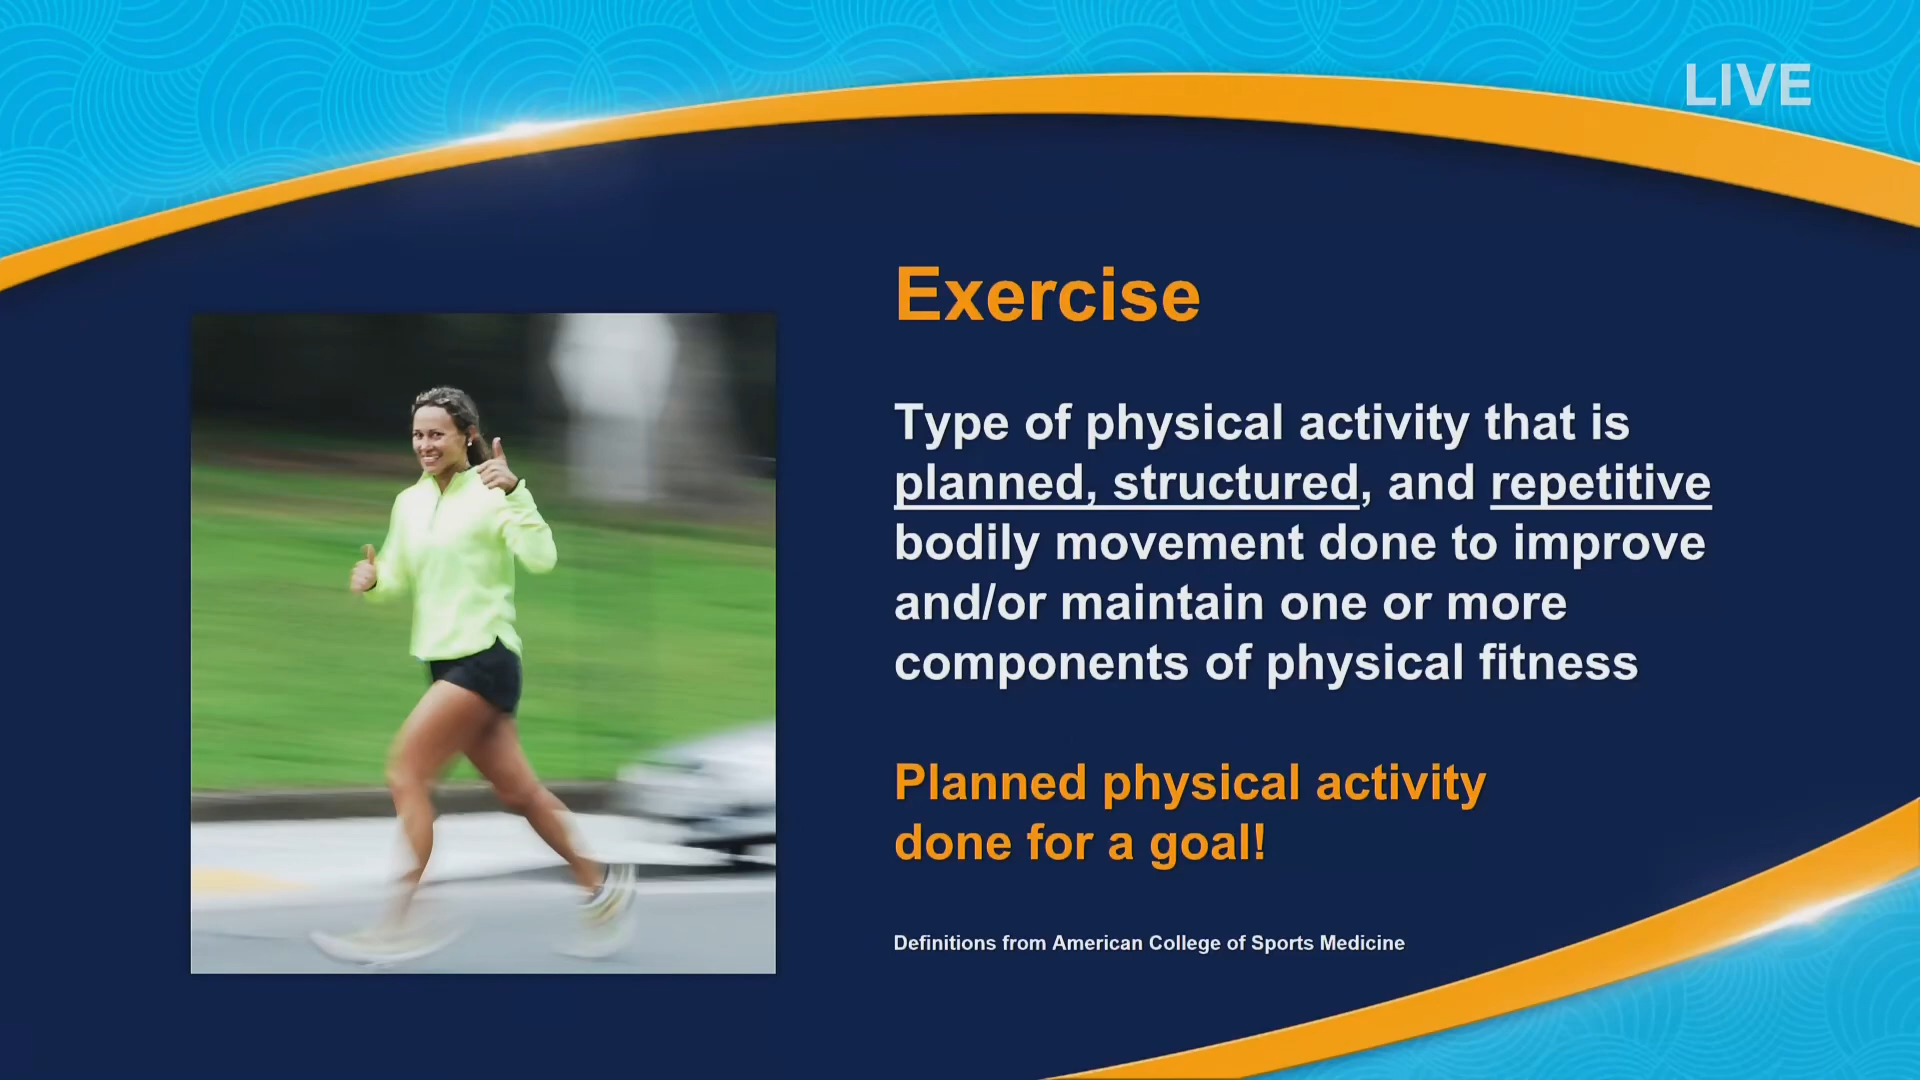 LIVE
Exercise
Type of physical activity that is
planned, structured, and repetitive
bodily movement done to improve
and/or maintain one or more
components of physical fitness
Planned physical activity
done for a goal!
Definitions from American College of Sports Medicine